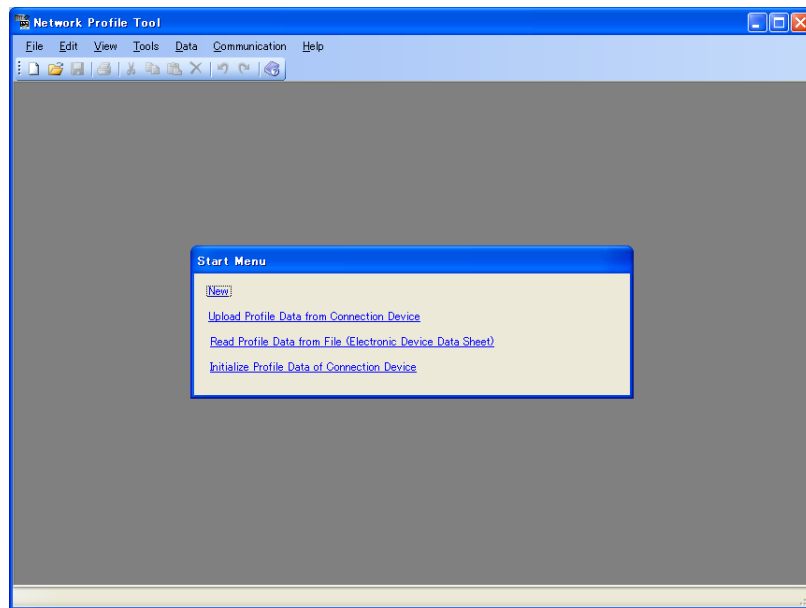 Network Profile Tool
File Edit View Tools Data Communication Help
Start Menu
New
Upload Profile Data from Connection Device
Read Profile Data from File (Electronic Device Data Sheet)
Initialize Profile Data of Connection Device